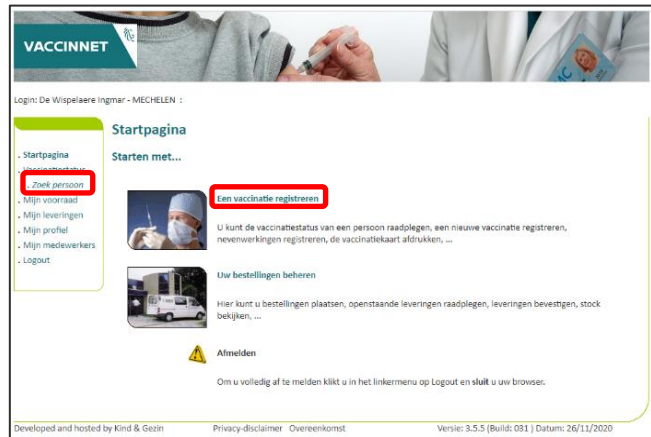 VACCINNET
Login: De Wispelaere Ingmar - MECHELEN :
Startpagina
. Startpagina
. Vaccinatiestatus
. Zoek persoon
. Mijn voorraad
. Mijn leveringen
. Mijn profiel
. Mijn medewerkers
. Logout
Starten met...
Een vaccinatie registreren
U kunt de vaccinatiestatus van een persoon raadplegen, een nieuwe vaccinatie registreren,
nevenwerkingen registreren, de vaccinatiekaart afdrukken, ...
Uw bestellingen beheren
Hier kunt u bestellingen plaatsen, openstaande leveringen raadplegen, leveringen bevestigen, stock
bekijken, ...
Afmelden
Om u volledig af te melden klikt u in het linkermenu op Logout en sluit u uw browser.
Developed and hosted by Kind & Gezin Privacy-disclaimer Overeenkomst Versie: 3.5.5 (Build: 031 ) Datum: 26/11/2020